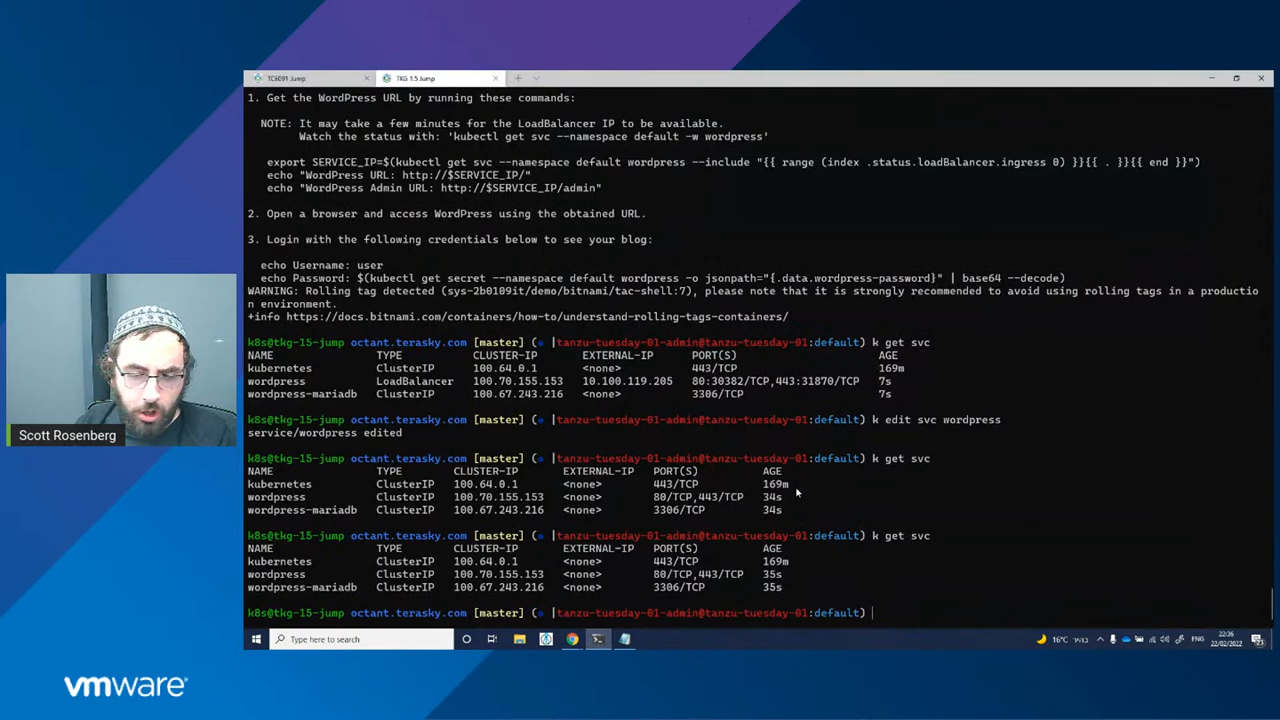 TCE091 Jump
TKG 1.5 Jump
1. Get the WordPress URL by running these commands:
NOTE: It may take a few minutes for the LoadBalancer IP to be available.
Watch the status with: 'kubectl get svc --namespace default -w wordpress'
export SERVICE_IP=$(kubectl get svc --namespace default wordpress --include "{{ range (index .status.loadBalancer.ingress 0) }}{{ . }}{{ end }}")
echo "WordPress URL: http://$SERVICE_IP/"
echo "WordPress Admin URL: http://$SERVICE_IP/admin"
2. Open a browser and access WordPress using the obtained URL.
3. Login with the following credentials below to see your blog:
echo Username: user
echo Password: $(kubectl get secret --namespace default wordpress -o jsonpath="{.data.wordpress-password}" | base64 --decode)
WARNING: Rolling tag detected (sys-2b0109it/demo/bitnami/tac-shell:7), please note that it is strongly recommended to avoid using rolling tags in a productio
n environment.
+info https://docs.bitnami.com/containers/how-to/understand-rolling-tags-containers/
k8s@tkg-15-jump octant.terasky.com [master] (● |tanzu-tuesday-01-admin@tanzu-tuesday-01:default) k get svc
NAME TYPE CLUSTER-IP EXTERNAL-IP PORT(S) AGE
kubernetes ClusterIP 100.64.0.1 <none> 443/TCP 169m
wordpress LoadBalancer 100.70.155.153 10.100.119.205 80:30382/TCP,443:31870/TCP 7s
wordpress-mariadb ClusterIP 100.67.243.216 <none> 3306/TCP 7s
k8s@tkg-15-jump octant.terasky.com [master] (● |tanzu-tuesday-01-admin@tanzu-tuesday-01:default) k edit svc wordpress
service/wordpress edited
k8s@tkg-15-jump octant.terasky.com [master] (● |tanzu-tuesday-01-admin@tanzu-tuesday-01:default) k get svc
NAME TYPE CLUSTER-IP EXTERNAL-IP PORT(S) AGE
kubernetes ClusterIP 100.64.0.1 <none> 443/TCP 169m
wordpress ClusterIP 100.70.155.153 <none> 80/TCP,443/TCP 34s
wordpress-mariadb ClusterIP 100.67.243.216 <none> 3306/TCP 34s
k8s@tkg-15-jump octant.terasky.com [master] (● |tanzu-tuesday-01-admin@tanzu-tuesday-01:default) k get svc
NAME TYPE CLUSTER-IP EXTERNAL-IP PORT(S) AGE
kubernetes ClusterIP 100.64.0.1 <none> 443/TCP 169m
wordpress ClusterIP 100.70.155.153 <none> 80/TCP,443/TCP 35s
wordpress-mariadb ClusterIP 100.67.243.216 <none> 3306/TCP 35s
k8s@tkg-15-jump octant.terasky.com [master] (● |tanzu-tuesday-01-admin@tanzu-tuesday-01:default)
Scott Rosenberg
Type here to search
16°C בהיר
ENG
22:36
22/02/2022
vmware®